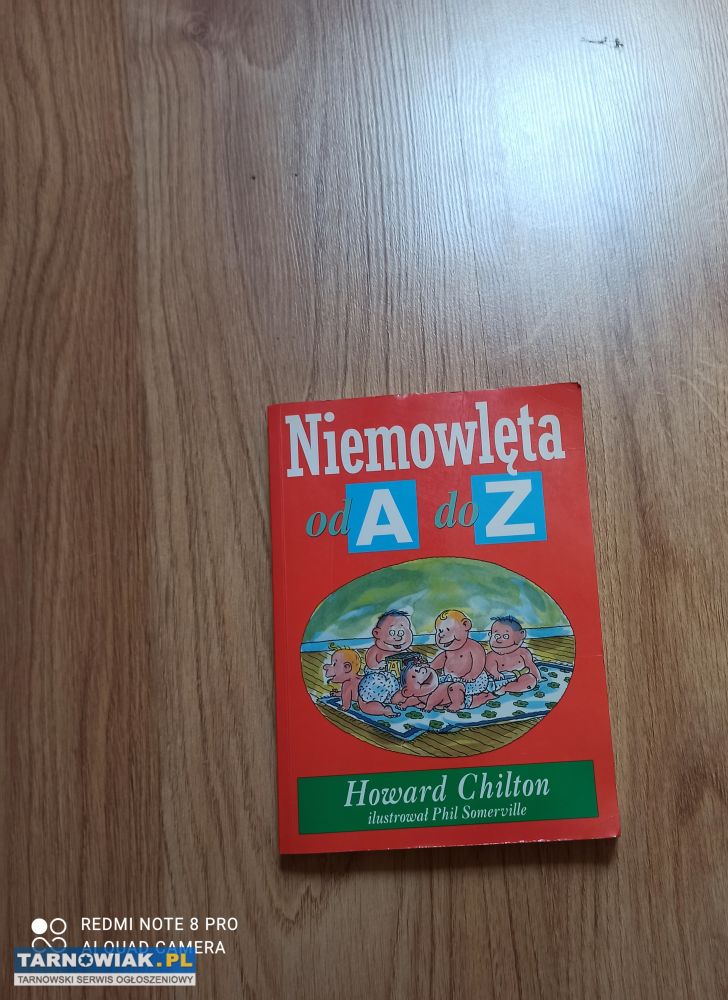 Niemowlęta
od A do Z
A
Howard Chilton
ilustrował Phil Somerville
REDMI NOTE 8 PRO
AI QUAD CAMERA
TARNOWIAK.PL
TARNOWSKI SERWIS OGŁOSZENIOWY